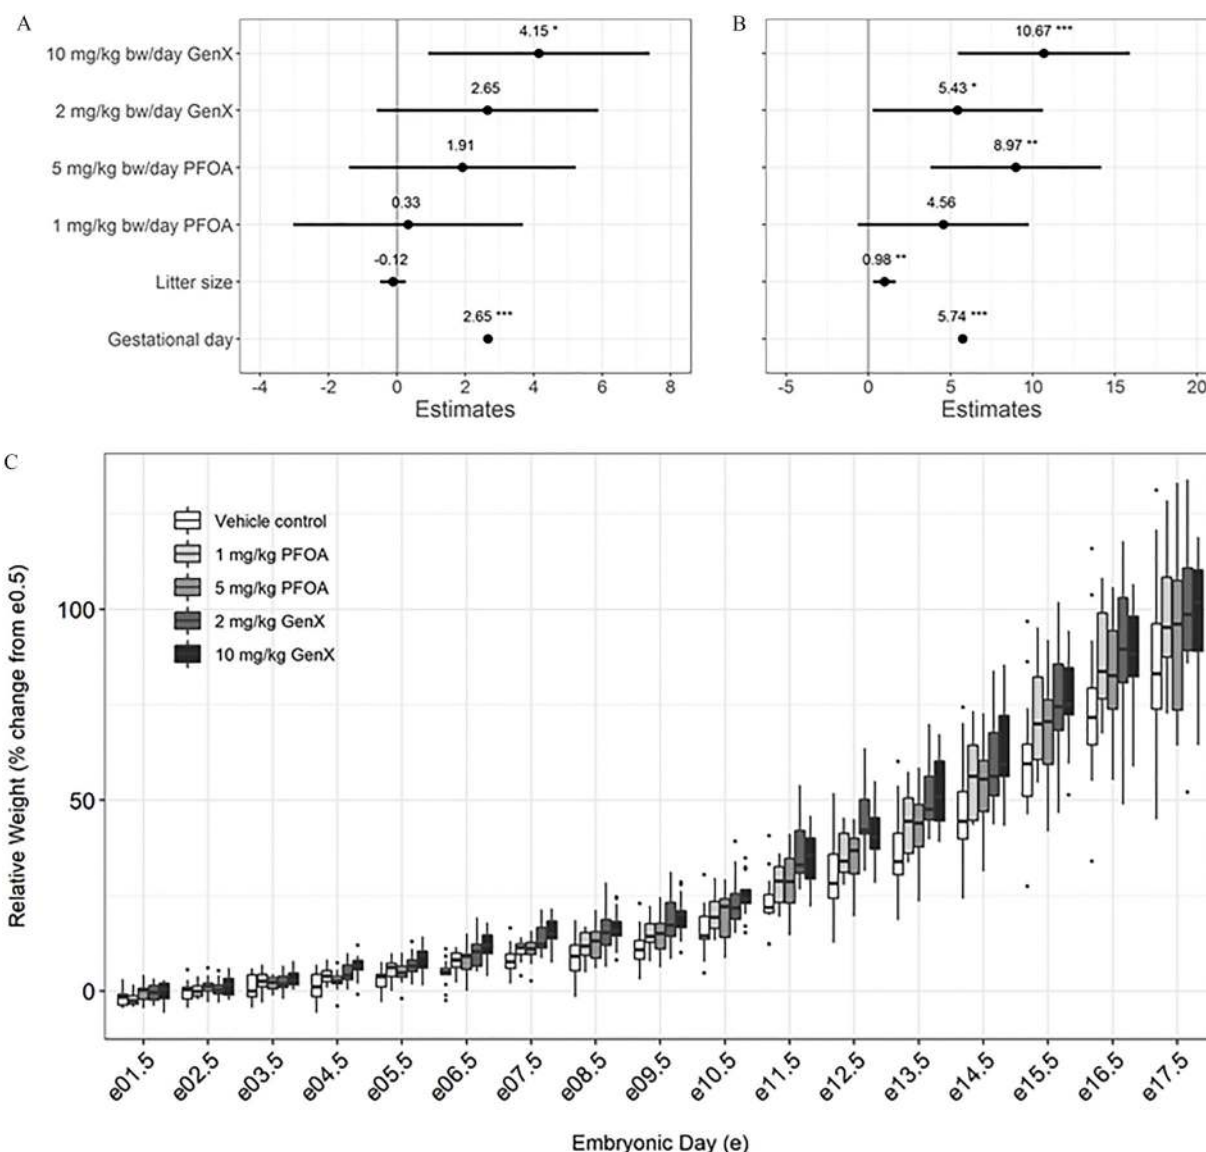 A
B
10 mg/kg bw/day GenX
4.15 *
10.67 ***
2 mg/kg bw/day GenX
2.65
5.43 *
5 mg/kg bw/day PFOA
1.91
8.97 **
1 mg/kg bw/day PFOA
0.33
4.56
Litter size
-0.12
0.98 **
Gestational day
2.65 ***
5.74 ***
-4 -2 0 2 4 6 8
-5 0 5 10 15 20
Estimates
Estimates
C
Vehicle control
1 mg/kg PFOA
5 mg/kg PFOA
2 mg/kg GenX
10 mg/kg GenX
Relative Weight (% change from e0.5)
100
50
0
e01.5 e02.5 e03.5 e04.5 e05.5 e06.5 e07.5 e08.5 e09.5 e10.5 e11.5 e12.5 e13.5 e14.5 e15.5 e16.5 e17.5
Embryonic Day (e)